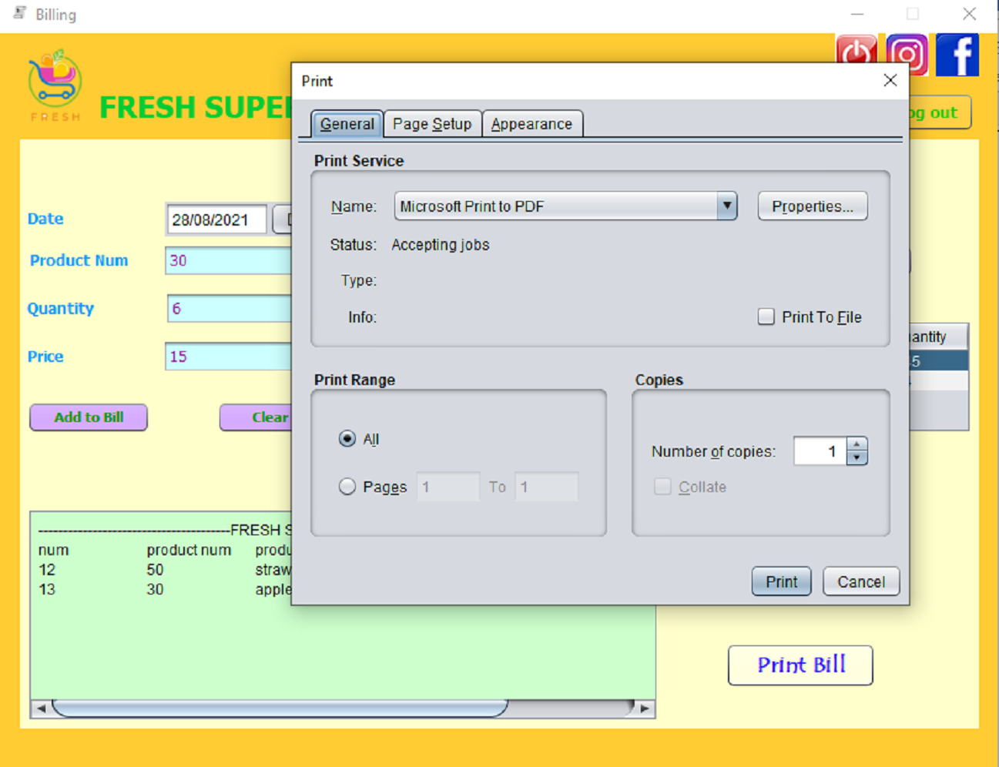 Billing
FRESH
FRESH SUPER
og out
Print
General Page Setup Appearance
Print Service
Name: Microsoft Print to PDF Properties...
Status: Accepting jobs
Type:
Info:
Print To File
Print Range
All
Pages 1 To 1
Copies
Number of copies: 1
Collate
Print Cancel
Date 28/08/2021
Product Num 30
Quantity 6
Price 15
Add to Bill Clear
antity
5
----------------------------------------FRESH S
num product num produ
12 50 straw
13 30 apple
Print Bill